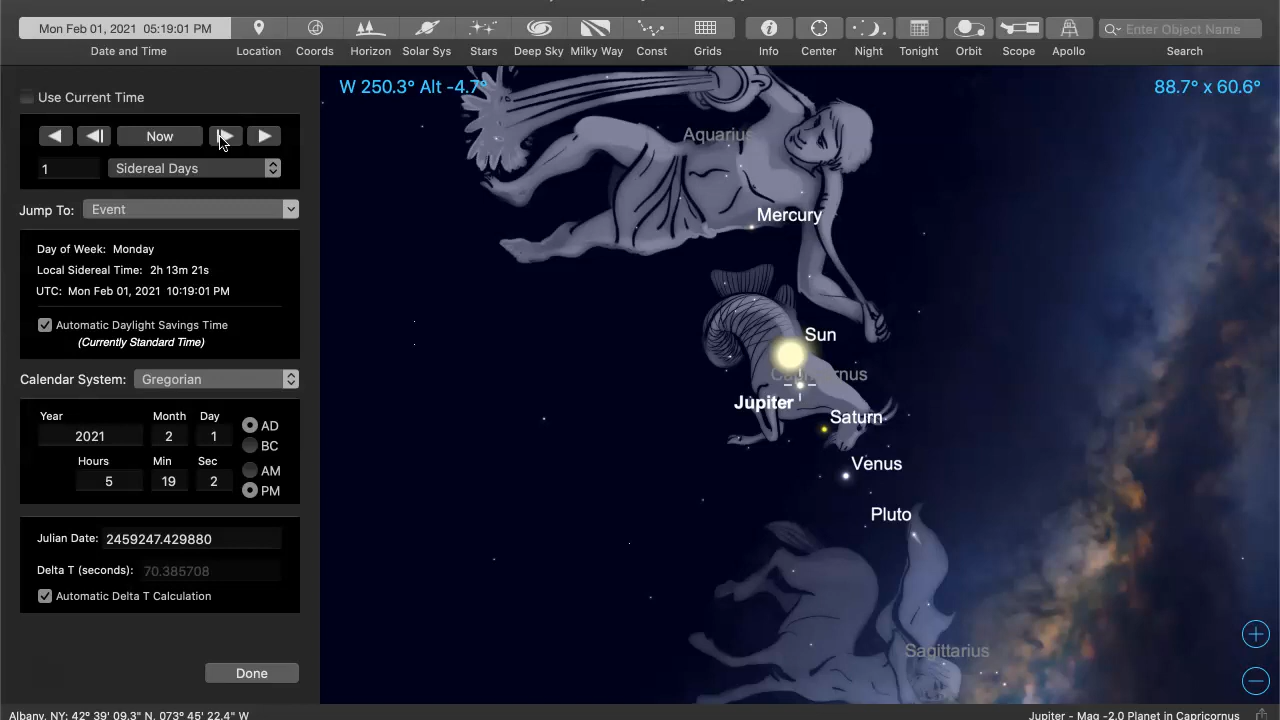 Mon Feb 01, 2021 05:19:01 PM
Enter Object Name
Date and Time
Location
Coords
Horizon
Solar Sys
Stars
Deep Sky
Milky Way
Const
Grids
Info
Center
Night
Tonight
Orbit
Scope
Apollo
Search
Use Current Time
Now
1
Sidereal Days
Jump To: Event
Day of Week: Monday
Local Sidereal Time: 2h 13m 21s
UTC: Mon Feb 01, 2021 10:19:01 PM
Automatic Daylight Savings Time
(Currently Standard Time)
Calendar System: Gregorian
Year Month Day
2021 2 1
AD
BC
Hours Min Sec
5 19 2
AM
PM
Julian Date: 2459247.429880
Delta T (seconds): 70.385708
Automatic Delta T Calculation
Done
W 250.3° Alt -4.7°
88.7° x 60.6°
Aquarius
Mercury
Sun
Capricornus
Jupiter
Saturn
Venus
Pluto
Sagittarius
Albany, NY; 42° 39' 09.3" N, 073° 45' 22.4" W
Jupiter - Mag -2.0 Planet in Capricornus